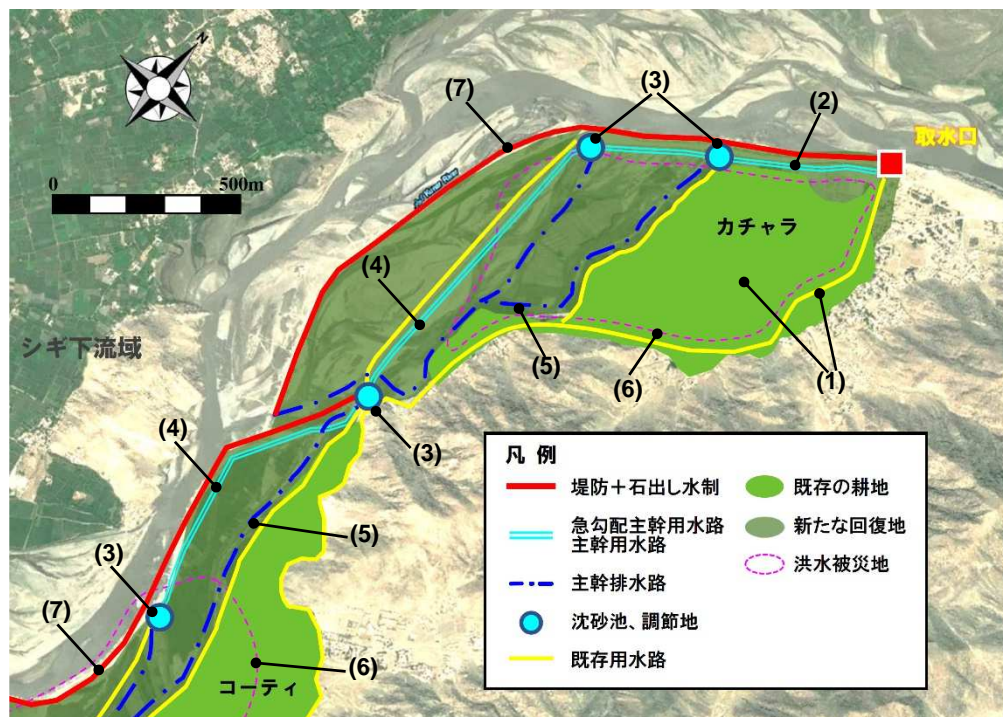 N
0 500m
(7)
(3)
(2)
取水口
カチャラ
(4)
シギ下流域
(5)
(6)
(1)
(4)
(3)
(5)
(3)
(7)
(6)
コーティ
凡 例
堤防+石出し水制
急勾配主幹用水路
主幹用水路
主幹排水路
沈砂池、調節地
既存用水路
既存の耕地
新たな回復地
洪水被災地